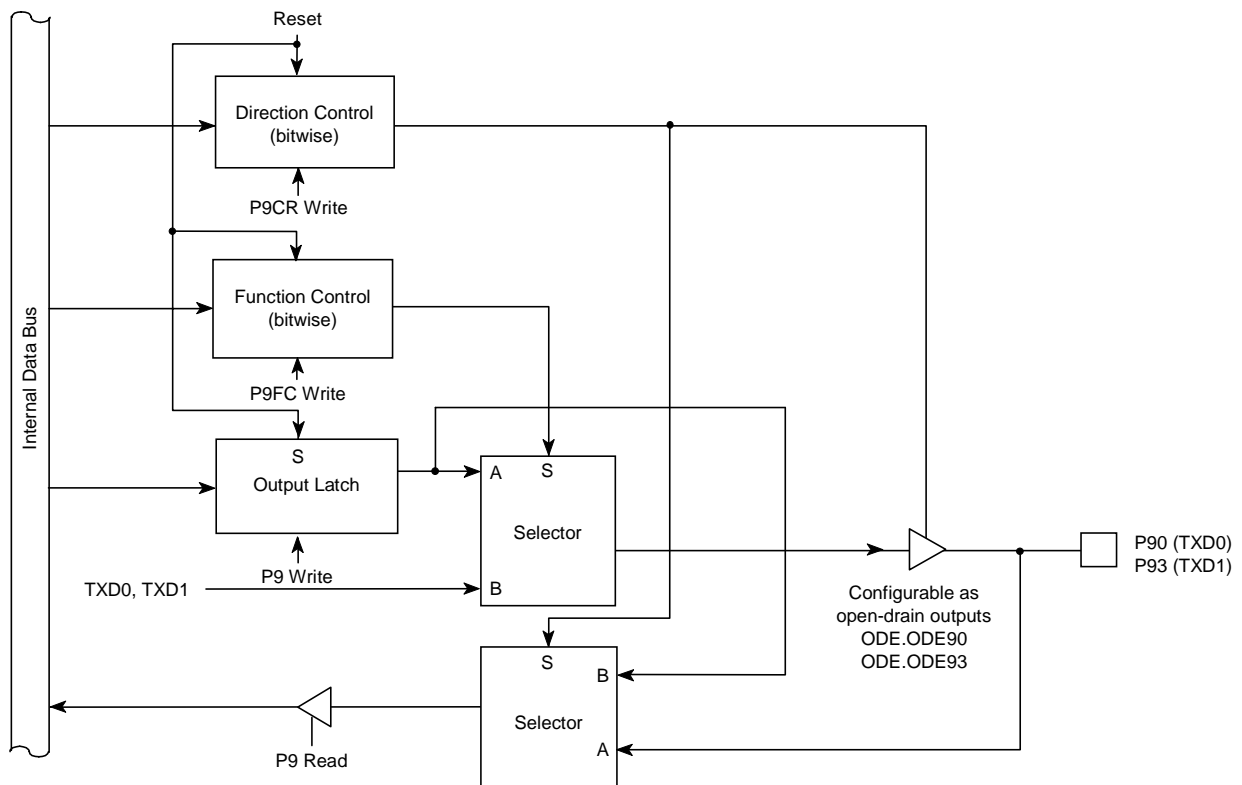 Reset
Direction Control
(bitwise)
P9CR Write
Function Control
(bitwise)
P9FC Write
Internal Data Bus
S
Output Latch
P9 Write
TXD0, TXD1
A
S
Selector
B
P90 (TXD0)
P93 (TXD1)
Configurable as
open-drain outputs
ODE.ODE90
ODE.ODE93
S
B
Selector
A
P9 Read